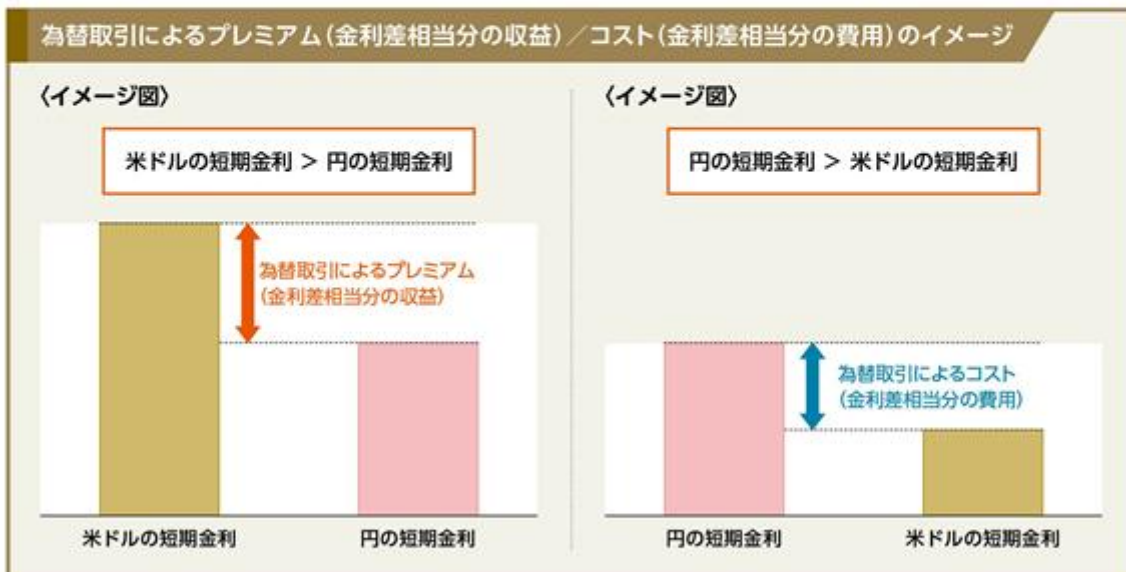 為替取引によるプレミアム(金利差相当分の収益)/コスト(金利差相当分の費用)のイメージ
〈イメージ図〉
米ドルの短期金利 > 円の短期金利
為替取引によるプレミアム
(金利差相当分の収益)
米ドルの短期金利
円の短期金利
〈イメージ図〉
円の短期金利 > 米ドルの短期金利
為替取引によるコスト
(金利差相当分の費用)
円の短期金利
米ドルの短期金利